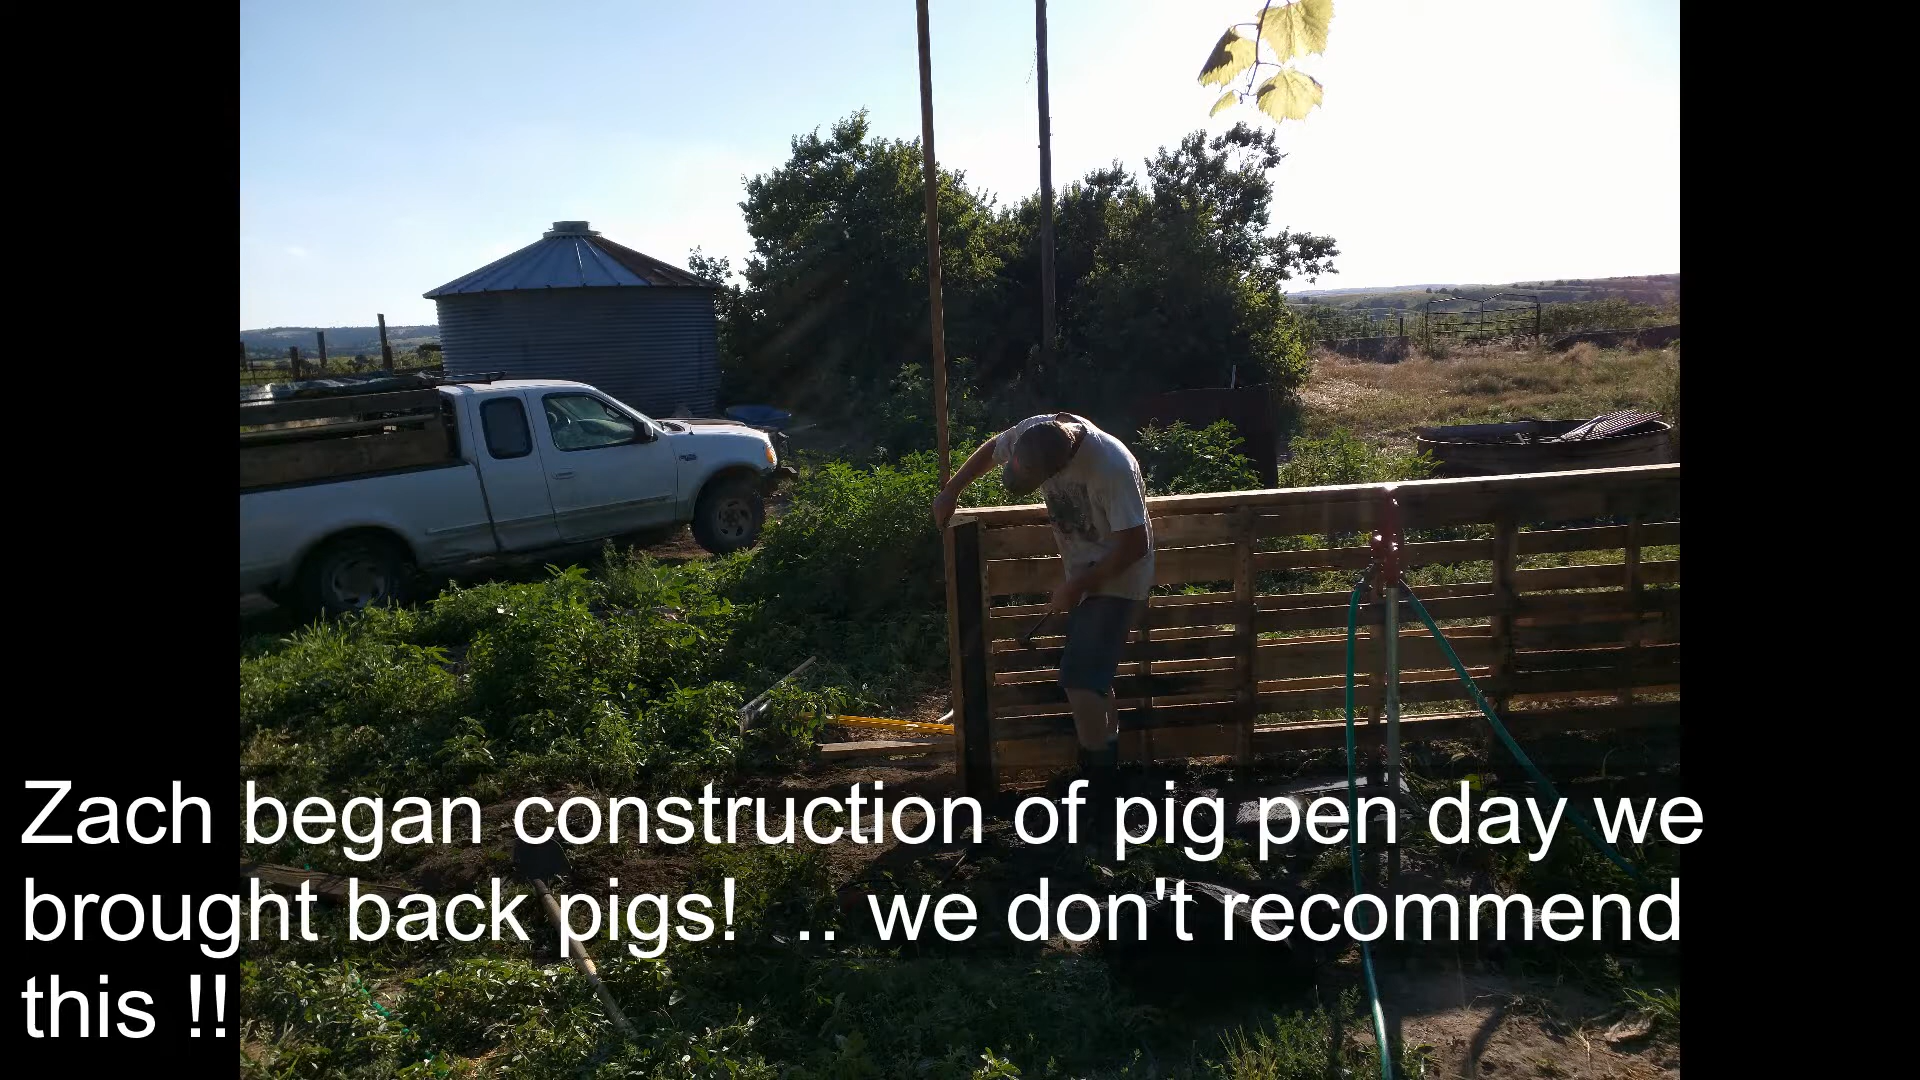 Zach began construction of pig pen day we
brought back pigs!  .. we don't recommend
this !!